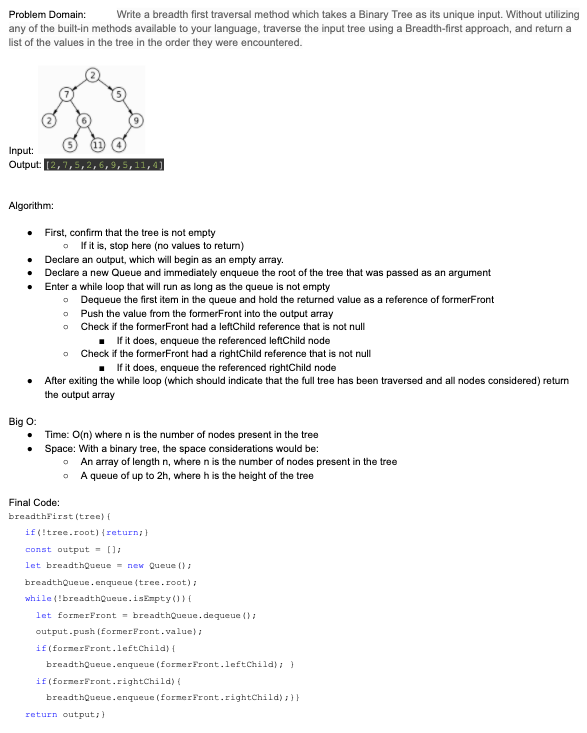 Problem Domain: Write a breadth first traversal method which takes a Binary Tree as its unique input. Without utilizing
any of the built-in methods available to your language, traverse the input tree using a Breadth-first approach, and return a
list of the values in the tree in the order they were encountered.
2
7 5
2 6 9
5 11 4
Input:
Output: [2,7,5,2,6,9,5,11,4]
Algorithm:
• First, confirm that the tree is not empty
○ If it is, stop here (no values to return)
• Declare an output, which will begin as an empty array.
• Declare a new Queue and immediately enqueue the root of the tree that was passed as an argument
• Enter a while loop that will run as long as the queue is not empty
○ Dequeue the first item in the queue and hold the returned value as a reference of formerFront
○ Push the value from the formerFront into the output array
○ Check if the formerFront had a leftChild reference that is not null
■ If it does, enqueue the referenced leftChild node
○ Check if the formerFront had a rightChild reference that is not null
■ If it does, enqueue the referenced rightChild node
• After exiting the while loop (which should indicate that the full tree has been traversed and all nodes considered) return
the output array
Big O:
• Time: O(n) where n is the number of nodes present in the tree
• Space: With a binary tree, the space considerations would be:
○ An array of length n, where n is the number of nodes present in the tree
○ A queue of up to 2h, where h is the height of the tree
Final Code:
breadthFirst(tree){
if(!tree.root){return;}
const output = [];
let breadthQueue = new Queue();
breadthQueue.enqueue(tree.root);
while(!breadthQueue.isEmpty()){
let formerFront = breadthQueue.dequeue();
output.push(formerFront.value);
if(formerFront.leftChild){
breadthQueue.enqueue(formerFront.leftChild); }
if(formerFront.rightChild){
breadthQueue.enqueue(formerFront.rightChild);}}
return output;}